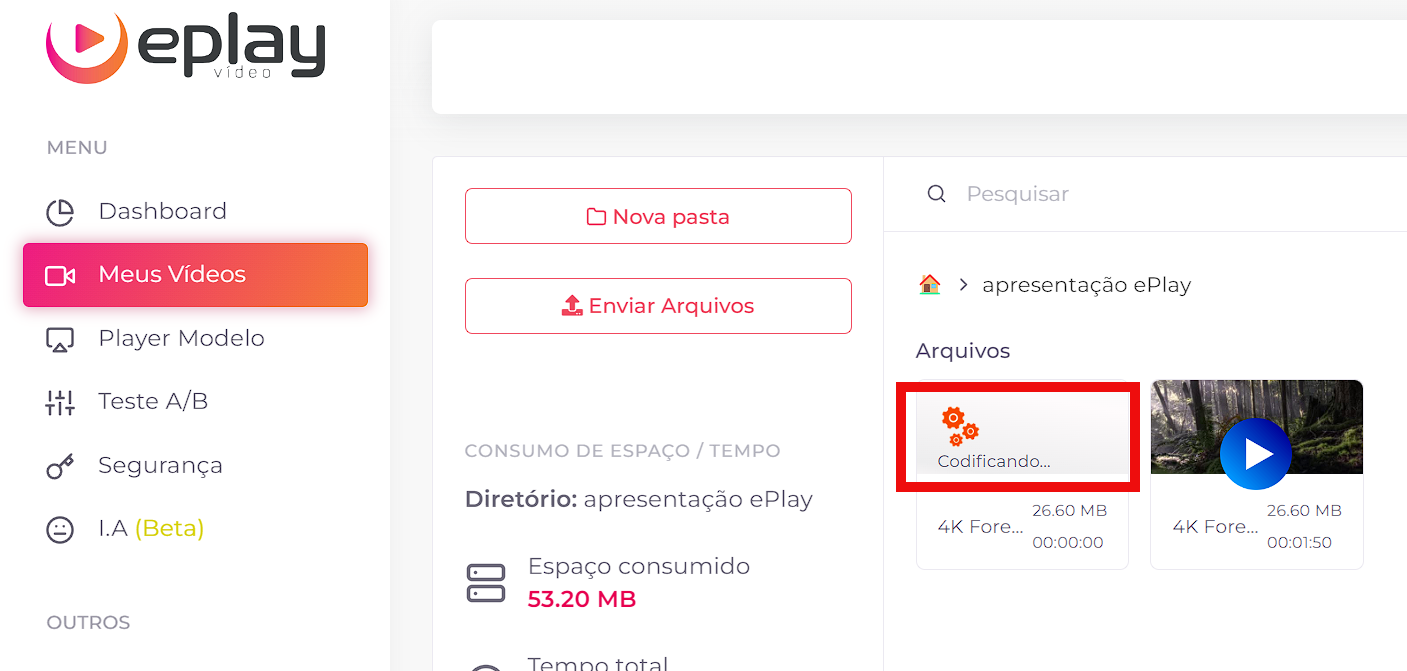 eplay
vídeo
MENU
Dashboard
Meus Vídeos
Player Modelo
Teste A/B
Segurança
I.A (Beta)
OUTROS
Nova pasta
Enviar Arquivos
CONSUMO DE ESPAÇO / TEMPO
Diretório: apresentação ePlay
Espaço consumido
53.20 MB
Tempo total
Pesquisar
apresentação ePlay
Arquivos
Codificando...
4K Fore...
26.60 MB
00:00:00
4K Fore...
26.60 MB
00:01:50